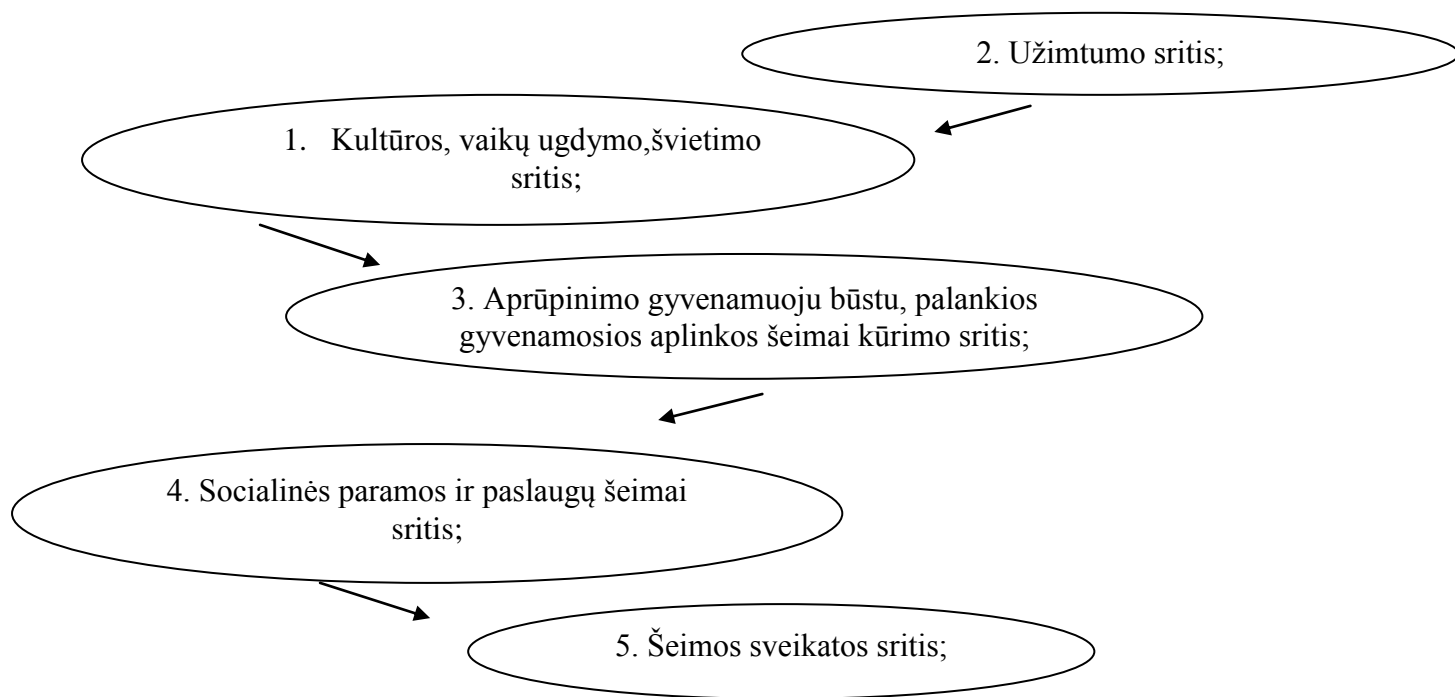 2. Užimtumo sritis;
1. Kultūros, vaikų ugdymo,švietimo
sritis;
3. Aprūpinimo gyvenamuoju būstu, palankios
gyvenamosios aplinkos šeimai kūrimo sritis;
4. Socialinės paramos ir paslaugų šeimai
sritis;
5. Šeimos sveikatos sritis;